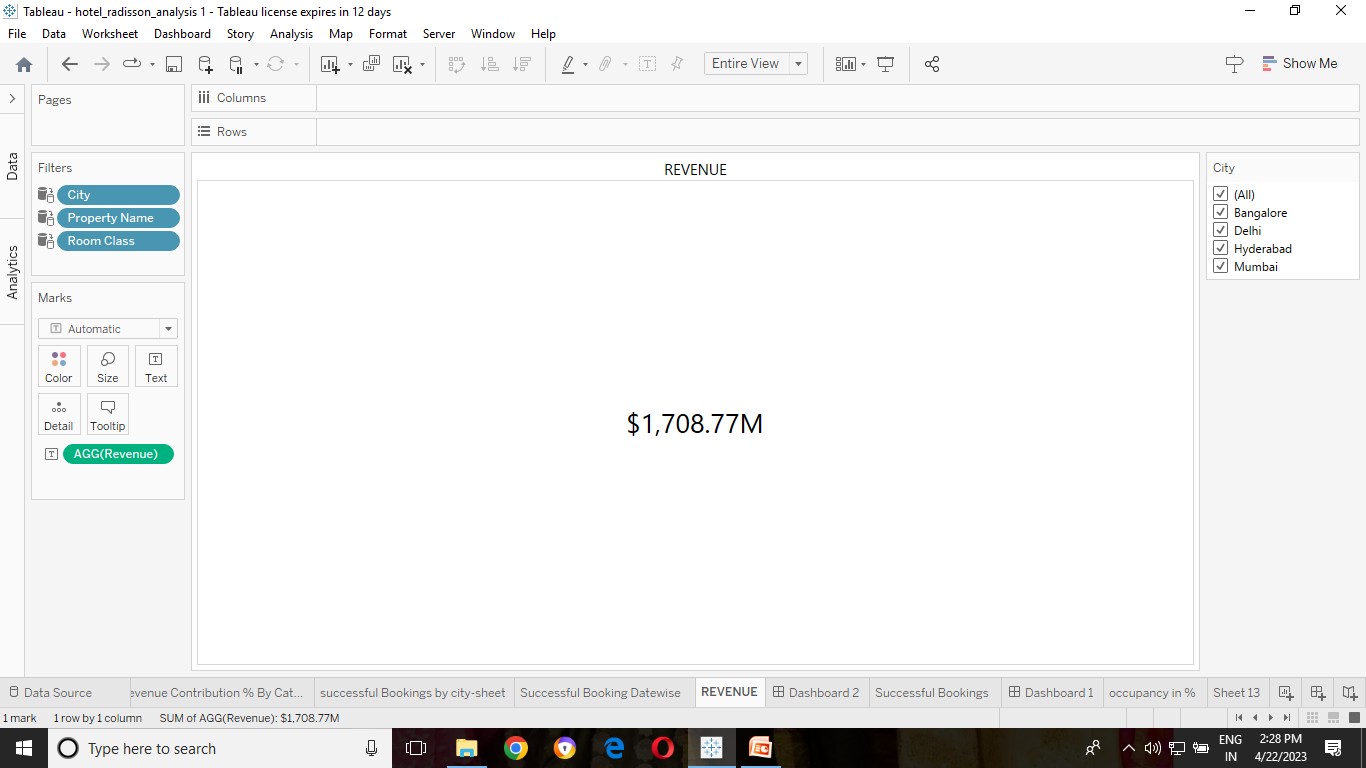 Tableau - hotel_radisson_analysis 1 - Tableau license expires in 12 days
File Data Worksheet Dashboard Story Analysis Map Format Server Window Help
Entire View
Show Me
Pages
Columns
Rows
Data
Analytics
Filters
City
Property Name
Room Class
Marks
Automatic
Color Size Text
Detail Tooltip
AGG(Revenue)
REVENUE
$1,708.77M
City
(All)
Bangalore
Delhi
Hyderabad
Mumbai
Data Source evenue Contribution % By Cat... successful Bookings by city-sheet Successful Booking Datewise REVENUE Dashboard 2 Successful Bookings Dashboard 1 occupancy in % Sheet 13
1 mark 1 row by 1 column SUM of AGG(Revenue): $1,708.77M
Type here to search
ENG
IN
2:28 PM
4/22/2023